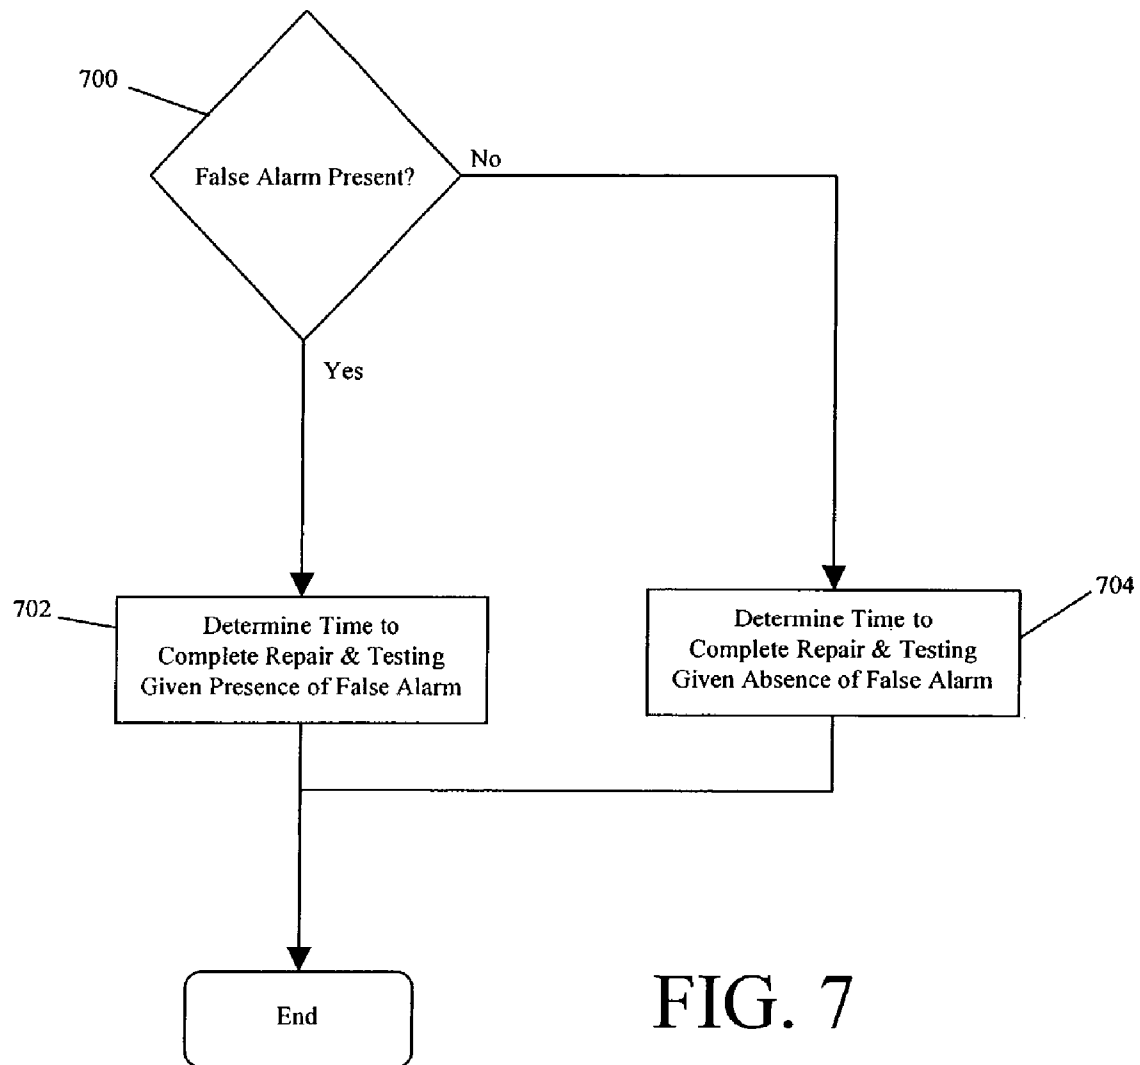 700
False Alarm Present?
No
Yes
702
Determine Time to
Complete Repair & Testing
Given Presence of False Alarm
704
Determine Time to
Complete Repair & Testing
Given Absence of False Alarm
End
FIG. 7